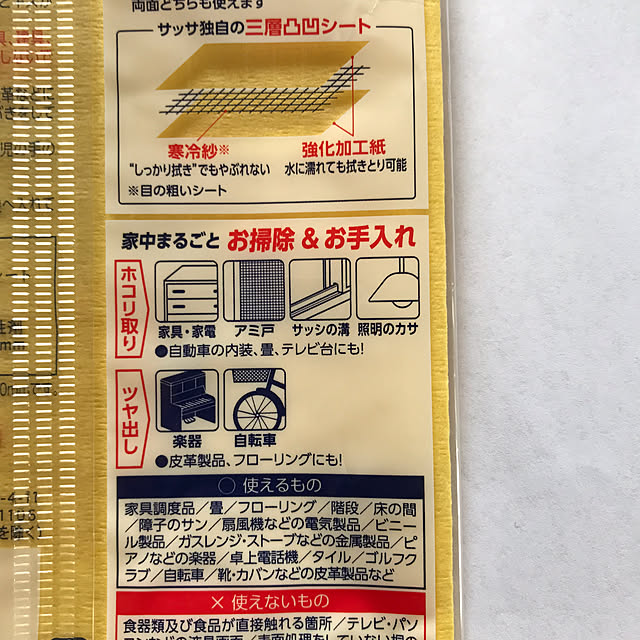 両面どちらも使えます
サッサ独自の三層凸凹シート
寒冷紗※
"しっかり拭き"でもやぶれない
※目の粗いシート
強化加工紙
水に濡れても拭きとり可能
家中まるごと お掃除&お手入れ
ホコリ取り
家具・家電 アミ戸 サッシの溝 照明のカサ
●自動車の内装、畳、テレビ台にも!
ツヤ出し
楽器 自転車
●皮革製品、フローリングにも!
○ 使えるもの
家具調度品/畳/フローリング/階段/床の間
/障子のサン/扇風機などの電気製品/ビニー
ル製品/ガスレンジ・ストーブなどの金属製品/ピ
アノなどの楽器/卓上電話機/タイル/ゴルフク
ラブ/自転車/靴・カバンなどの皮革製品など
× 使えないもの
食器類及び食品が直接触れる箇所/テレビ・パソ